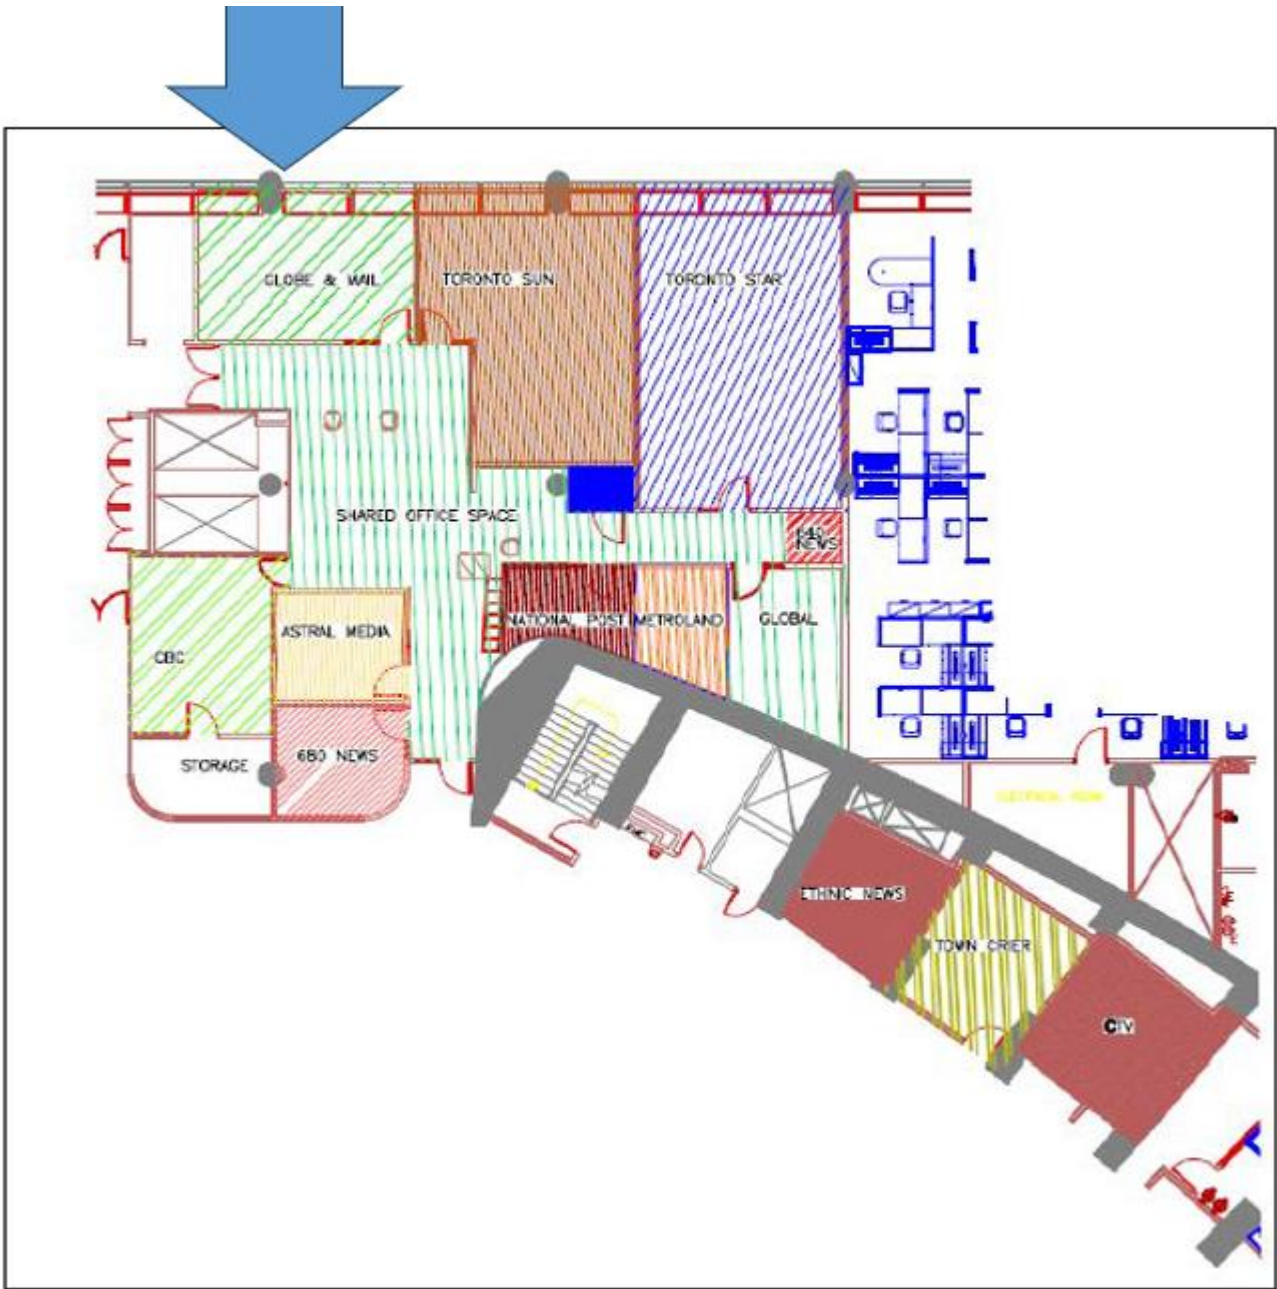 GLOBE & MAIL
TORONTO SUN
TORONTO STAR
SHARED OFFICE SPACE
640
NEWS
NATIONAL POST
METROLAND
GLOBAL
ASTRAL MEDIA
CBC
STORAGE
680 NEWS
ETHNIC NEWS
TOWN CRIER
CTV